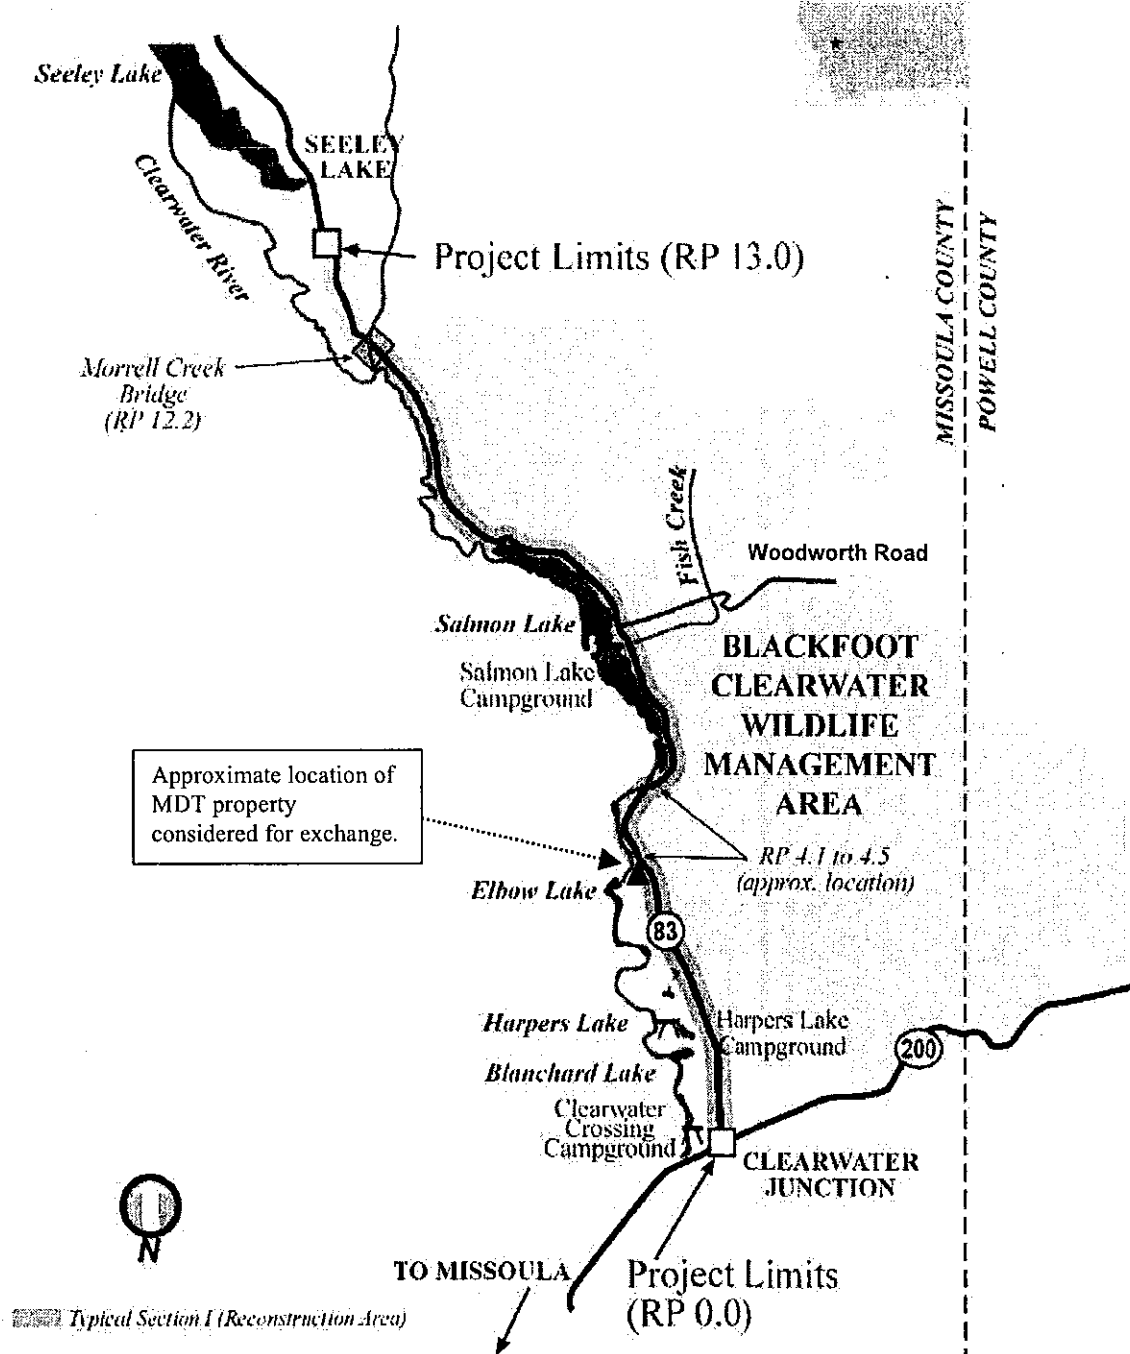 Seeley Lake
SEELEY
LAKE
Clearwater River
Project Limits (RP 13.0)
MISSOULA COUNTY
POWELL COUNTY
Morrell Creek
Bridge
(RP 12.2)
Fish Creek
Woodworth Road
Salmon Lake
Salmon Lake
Campground
BLACKFOOT
CLEARWATER
WILDLIFE
MANAGEMENT
AREA
Approximate location of
MDT property
considered for exchange.
RP 4.1 to 4.5
(approx. location)
Elbow Lake
83
Harpers Lake
Harpers Lake
Campground
200
Blanchard Lake
Clearwater
Crossing
Campground
CLEARWATER
JUNCTION
N
TO MISSOULA
Project Limits
(RP 0.0)
Typical Section I (Reconstruction Area)